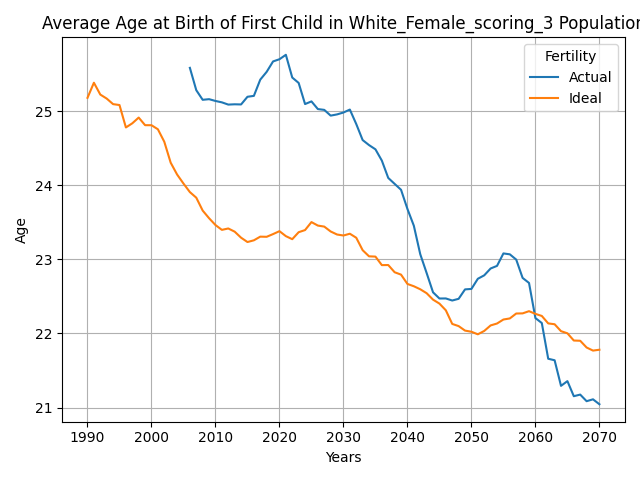 Average Age at Birth of First Child in White_Female_scoring_3 Population
Fertility
Actual
Ideal
Age
25
24
23
22
21
1990 2000 2010 2020 2030 2040 2050 2060 2070
Years